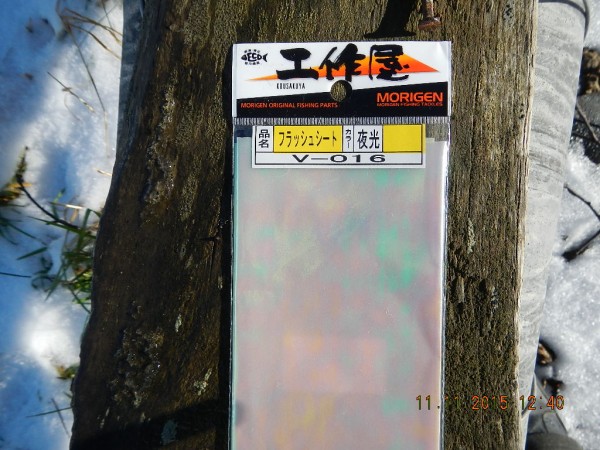 工作屋
KOUSAKUYA
MORIGEN ORIGINAL FISHING PARTS
MORIGEN
MORIGEN FISHING TACKLES
品名 フラッシュシート カラー 夜光
V-016
11.11.2015 12:40